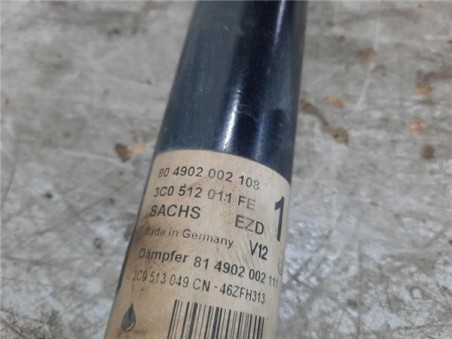 80 4902 002 108
3C0 512 011 FE
SACHS EZD 1
Made in Germany V12
Dämpfer 81 4902 002 111
3C0 513 049 CN - 46ZFH313